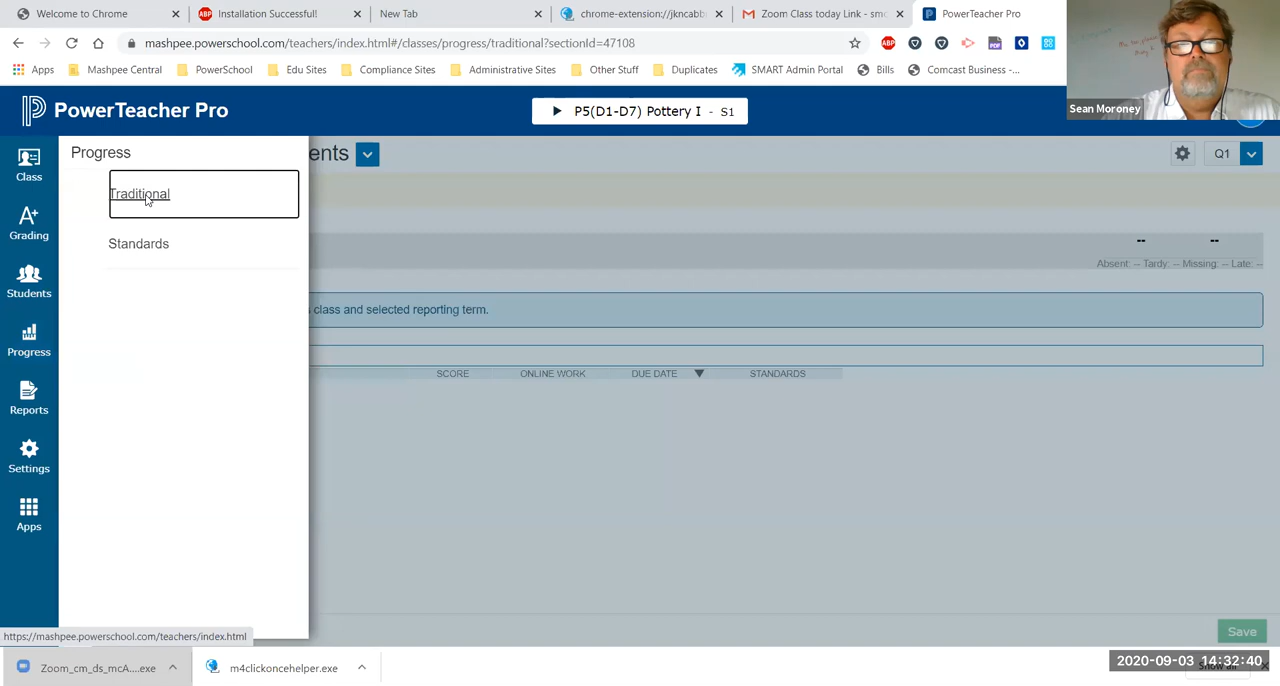 Welcome to Chrome
ABP Installation Successful!
New Tab
chrome-extension://jkncabb
Zoom Class today Link - smo
PowerTeacher Pro
mashpee.powerschool.com/teachers/index.html#/classes/progress/traditional?sectionId=47108
Apps Mashpee Central PowerSchool Edu Sites Compliance Sites Administrative Sites Other Stuff Duplicates SMART Admin Portal Bills Comcast Business -...
Sean Moroney
PowerTeacher Pro
P5(D1-D7) Pottery I - S1
Progress
ents
Q1
Class
Traditional
Grading
Standards
-- --
Absent: -- Tardy: -- Missing: -- Late: --
Students
s class and selected reporting term.
Progress
SCORE ONLINE WORK DUE DATE STANDARDS
Reports
Settings
Apps
https://mashpee.powerschool.com/teachers/index.html
Save
Zoom_cm_ds_mcA....exe
m4clickoncehelper.exe
2020-09-03 14:32:40
Show all